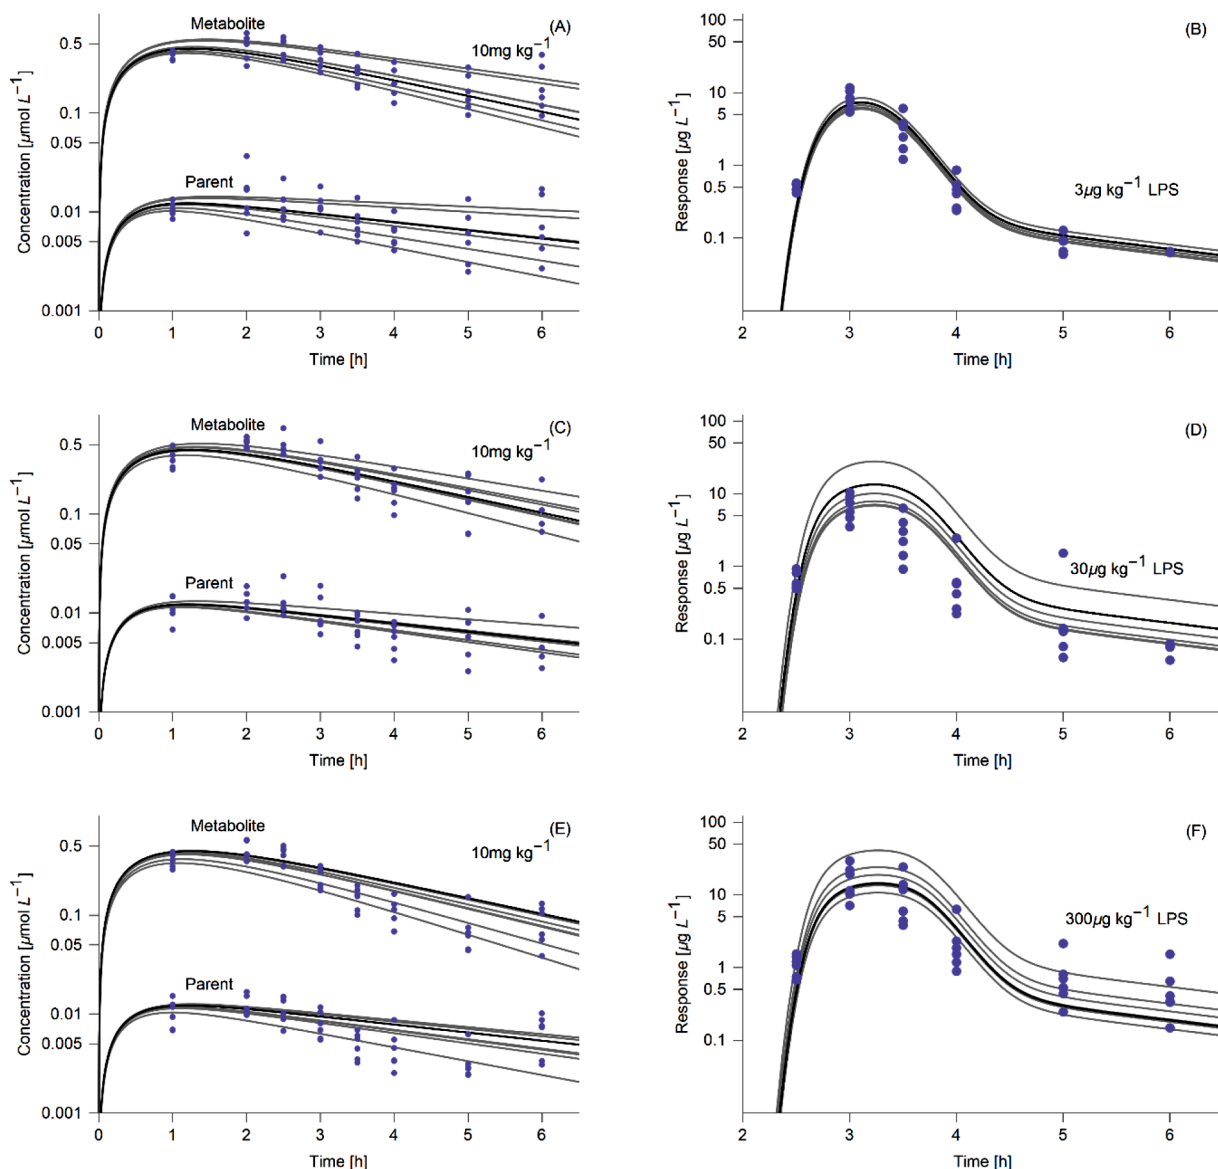 (A)
Metabolite
10mg kg⁻¹
Parent
Concentration [µmol L⁻¹]
0.5
0.1
0.05
0.01
0.005
0.001
0 1 2 3 4 5 6
Time [h]
(B)
3µg kg⁻¹ LPS
Response [µg L⁻¹]
100
50
10
5
1
0.5
0.1
2 3 4 5 6
Time [h]
(C)
Metabolite
10mg kg⁻¹
Parent
Concentration [µmol L⁻¹]
0.5
0.1
0.05
0.01
0.005
0.001
0 1 2 3 4 5 6
Time [h]
(D)
30µg kg⁻¹ LPS
Response [µg L⁻¹]
100
50
10
5
1
0.5
0.1
2 3 4 5 6
Time [h]
(E)
Metabolite
10mg kg⁻¹
Parent
Concentration [µmol L⁻¹]
0.5
0.1
0.05
0.01
0.005
0.001
0 1 2 3 4 5 6
Time [h]
(F)
300µg kg⁻¹ LPS
Response [µg L⁻¹]
100
50
10
5
1
0.5
0.1
2 3 4 5 6
Time [h]